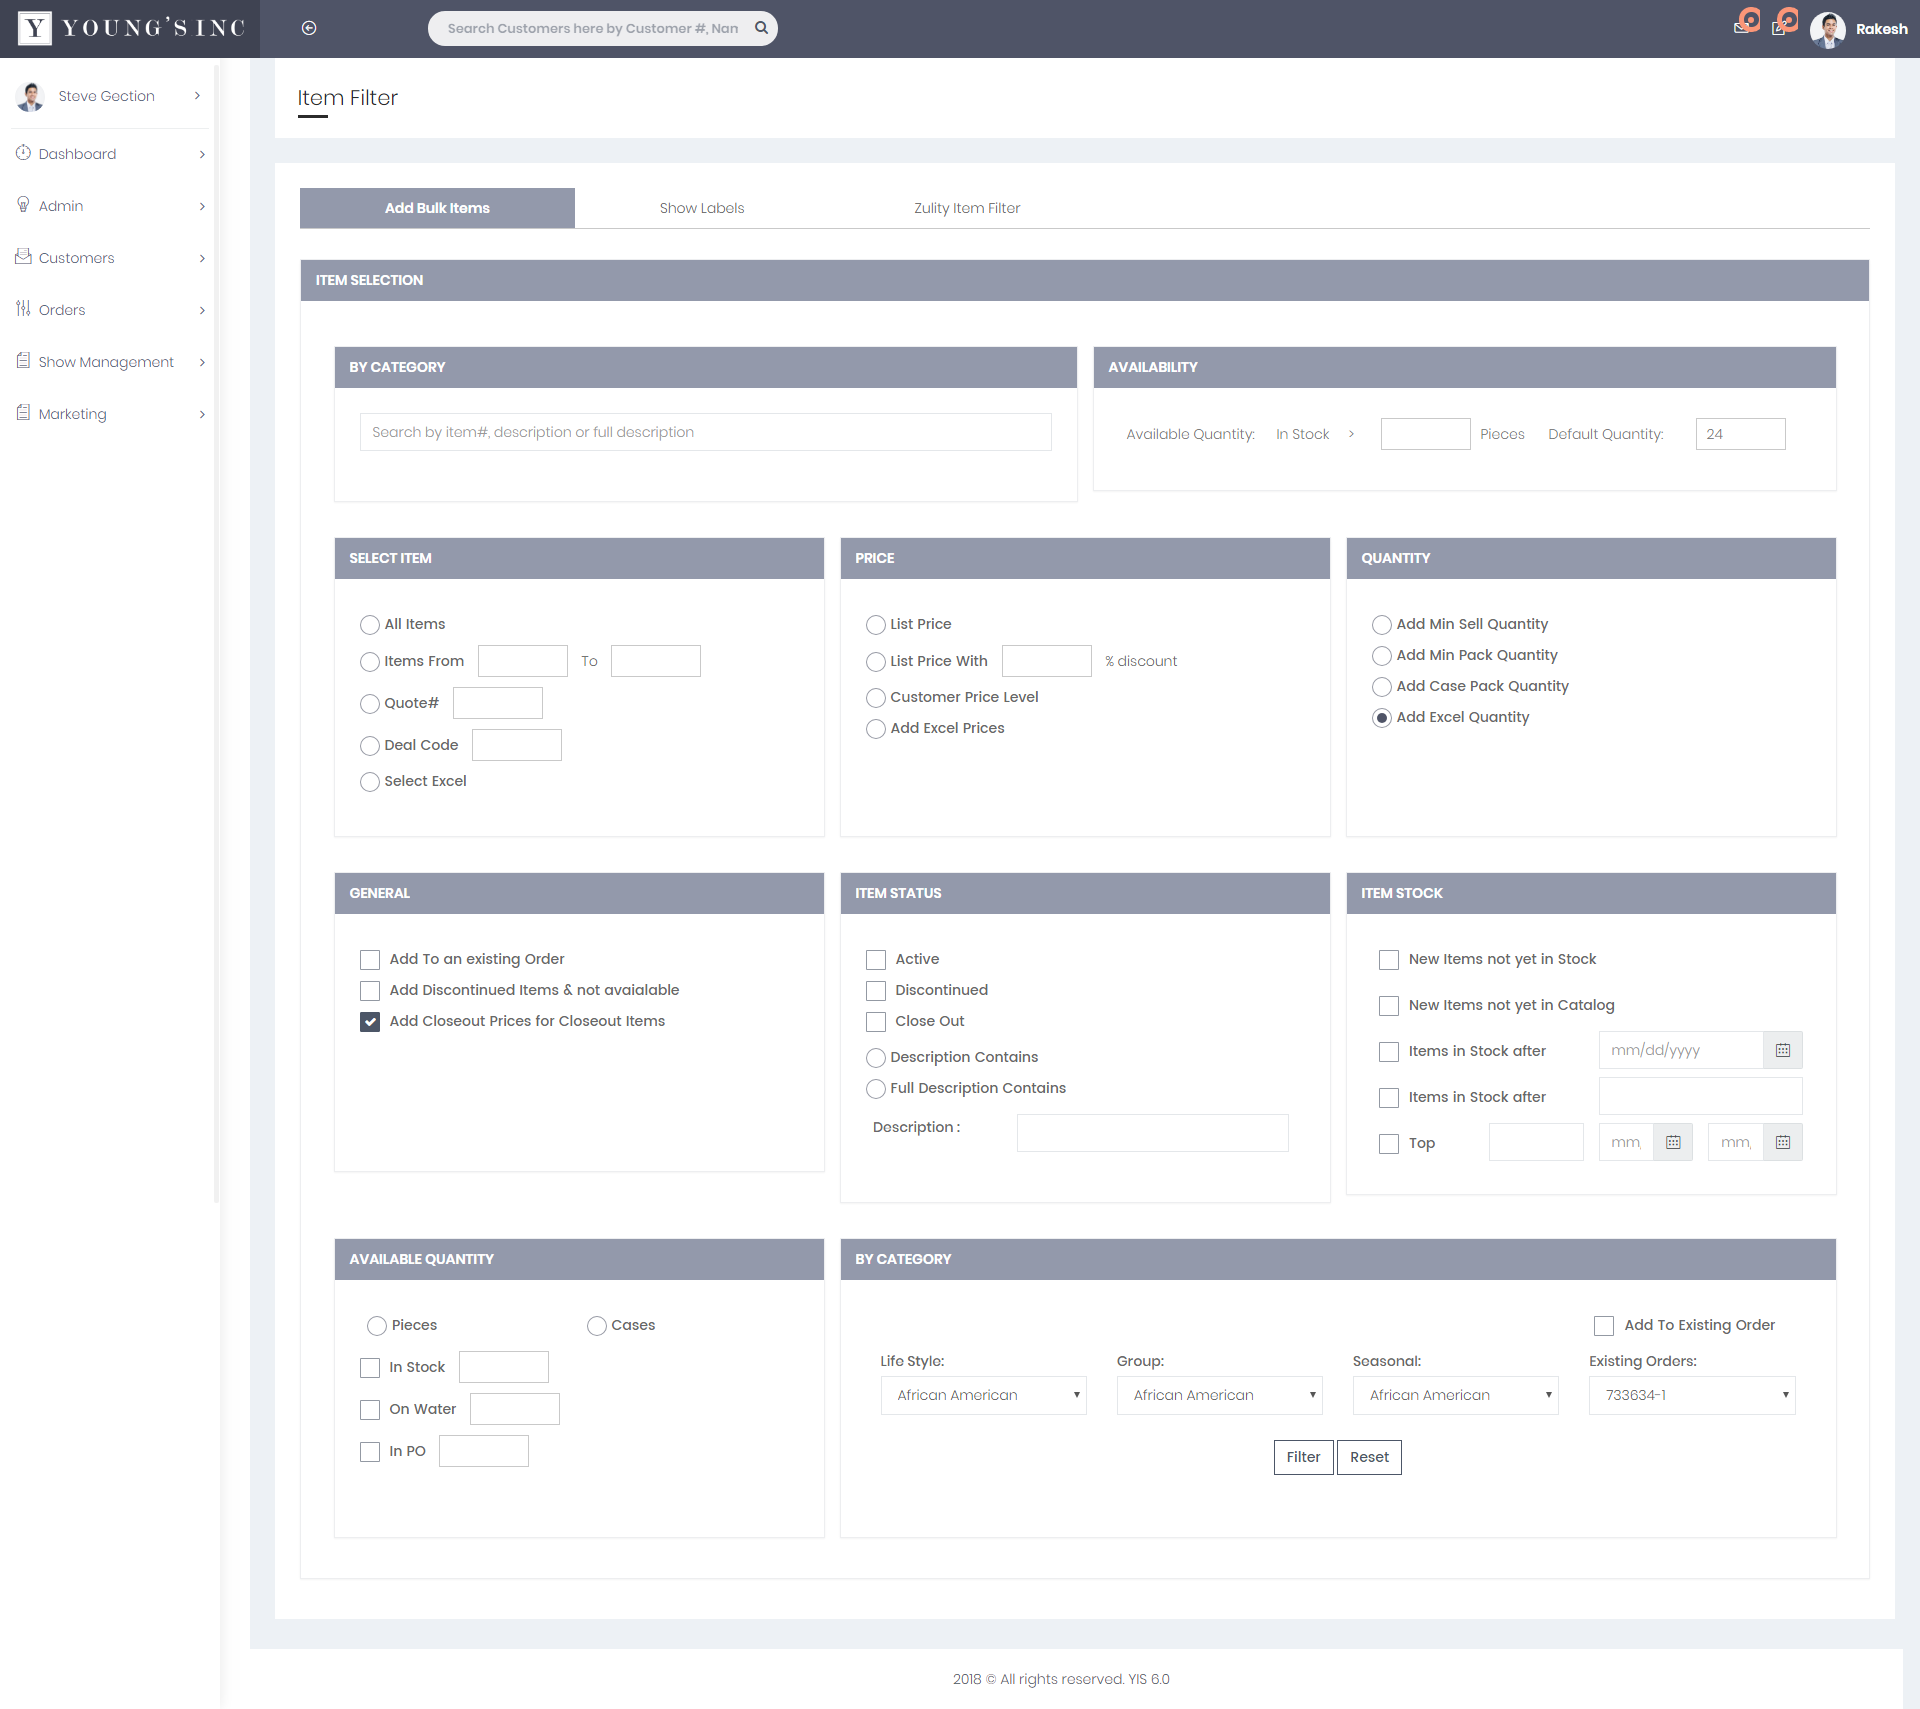 Y YOUNG'S INC
Search Customers here by Customer #, Nan
Rakesh
Steve Gection
Dashboard
Admin
Customers
Orders
Show Management
Marketing
Item Filter
Add Bulk Items Show Labels Zulity Item Filter
ITEM SELECTION
BY CATEGORY
Search by item#, description or full description
AVAILABILITY
Available Quantity: In Stock > Pieces Default Quantity: 24
SELECT ITEM
All Items
Items From To
Quote#
Deal Code
Select Excel
PRICE
List Price
List Price With % discount
Customer Price Level
Add Excel Prices
QUANTITY
Add Min Sell Quantity
Add Min Pack Quantity
Add Case Pack Quantity
Add Excel Quantity
GENERAL
Add To an existing Order
Add Discontinued Items & not avaialable
Add Closeout Prices for Closeout Items
ITEM STATUS
Active
Discontinued
Close Out
Description Contains
Full Description Contains
Description :
ITEM STOCK
New Items not yet in Stock
New Items not yet in Catalog
Items in Stock after mm/dd/yyyy
Items in Stock after
Top mm/ mm/
AVAILABLE QUANTITY
Pieces Cases
In Stock
On Water
In PO
BY CATEGORY
Add To Existing Order
Life Style: Group: Seasonal: Existing Orders:
African American African American African American 733634-1
Filter Reset
2018 © All rights reserved. YIS 6.0